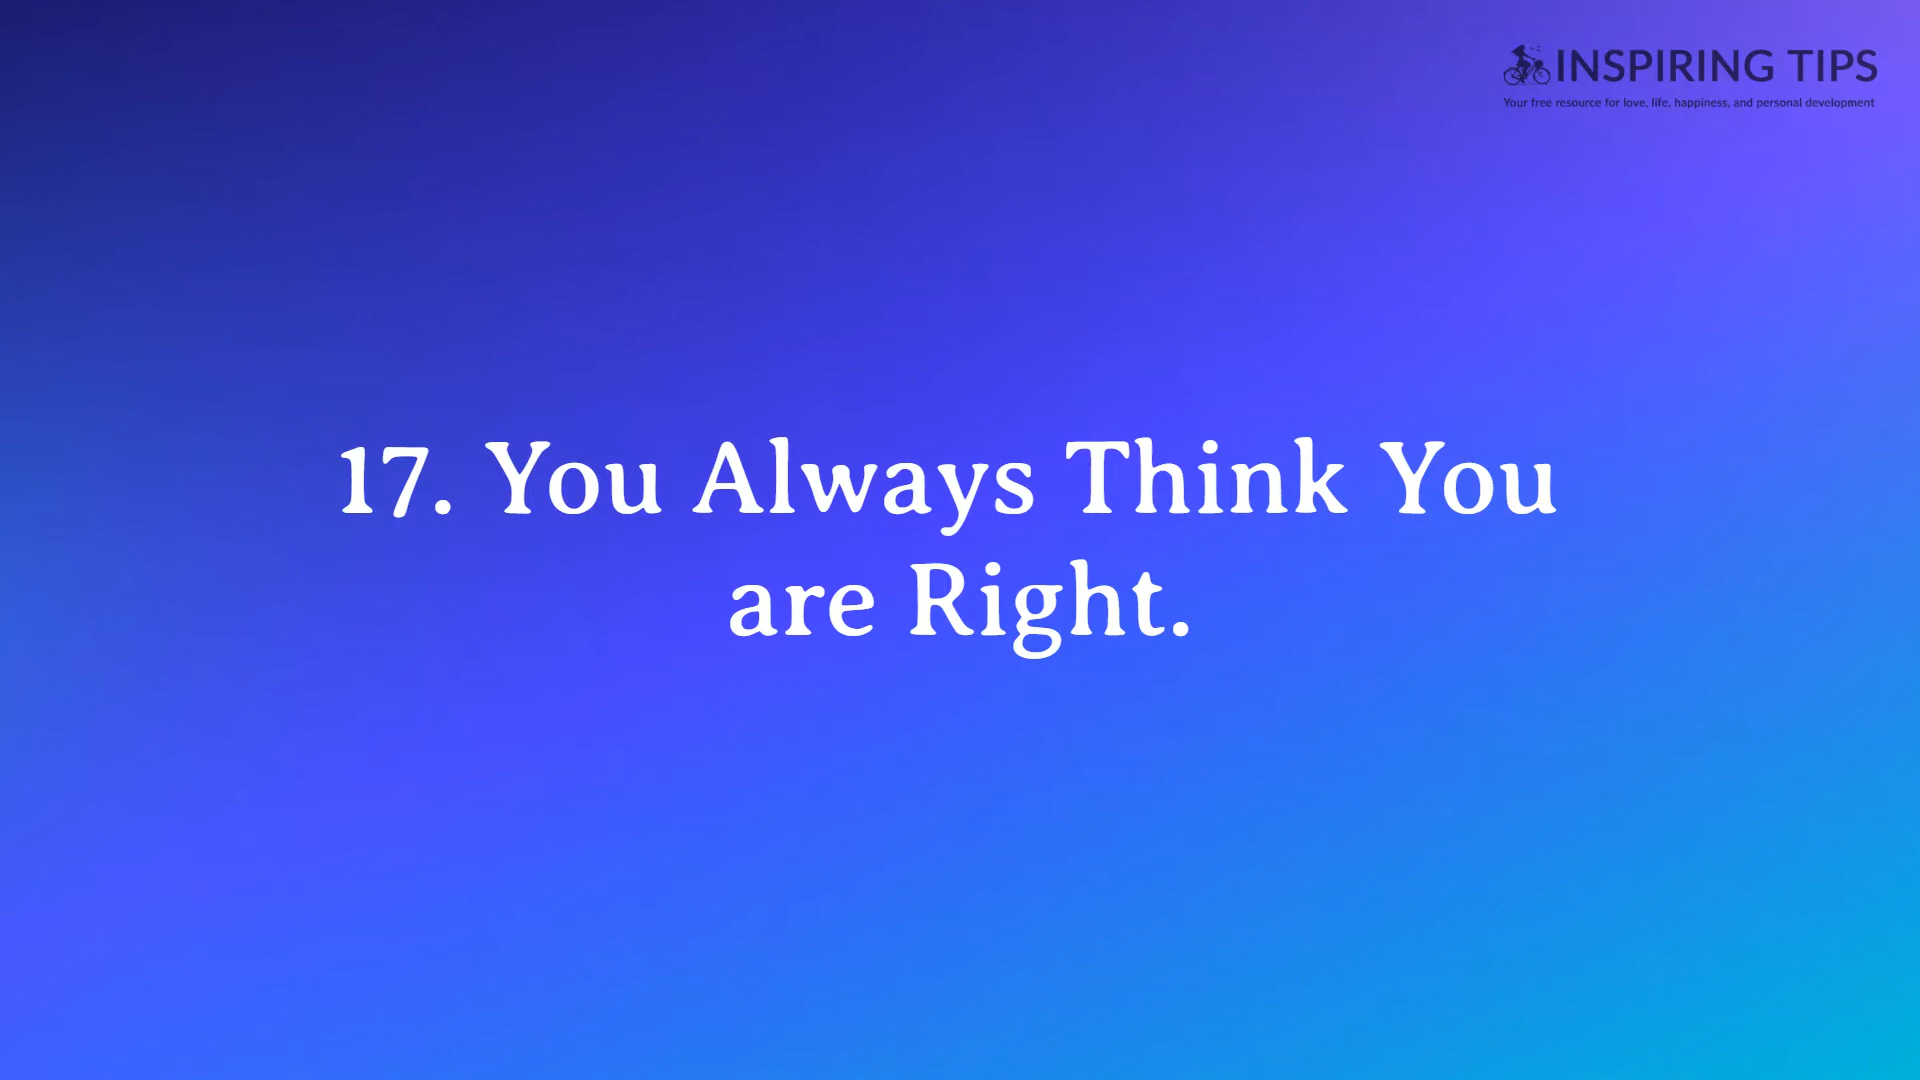 INSPIRING TIPS
Your free resource for love, life, happiness, and personal development
17. You Always Think You
are Right.